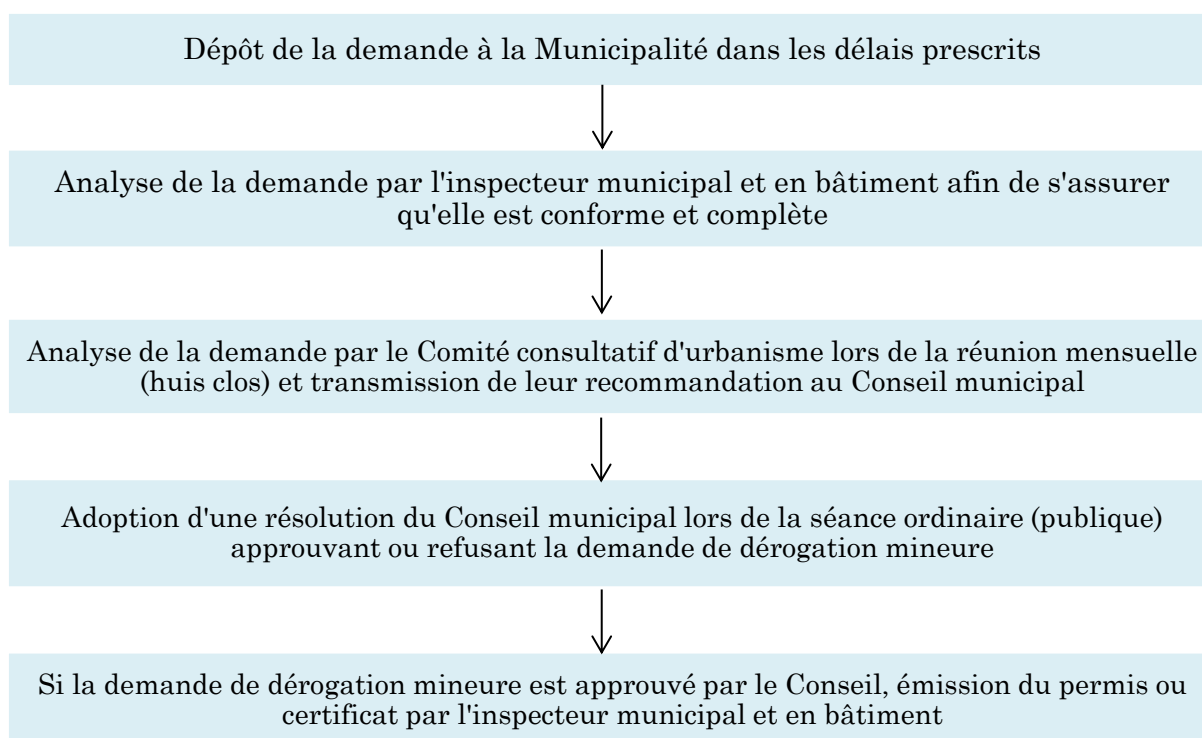 Dépôt de la demande à la Municipalité dans les délais prescrits
Analyse de la demande par l'inspecteur municipal et en bâtiment afin de s'assurer
qu'elle est conforme et complète
Analyse de la demande par le Comité consultatif d'urbanisme lors de la réunion mensuelle
(huis clos) et transmission de leur recommandation au Conseil municipal
Adoption d'une résolution du Conseil municipal lors de la séance ordinaire (publique)
approuvant ou refusant la demande de dérogation mineure
Si la demande de dérogation mineure est approuvé par le Conseil, émission du permis ou
certificat par l'inspecteur municipal et en bâtiment